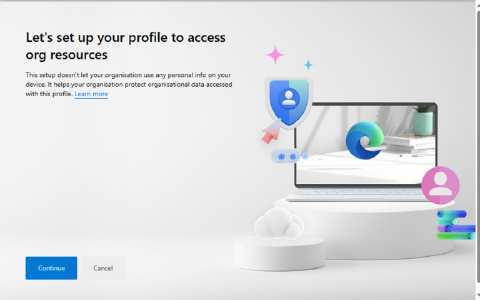 Let's set up your profile to access
org resources
This setup doesn't let your organisation use any personal info on your
device. It helps your organisation protect organisational data accessed
with this profile. Learn more
Continue
Cancel